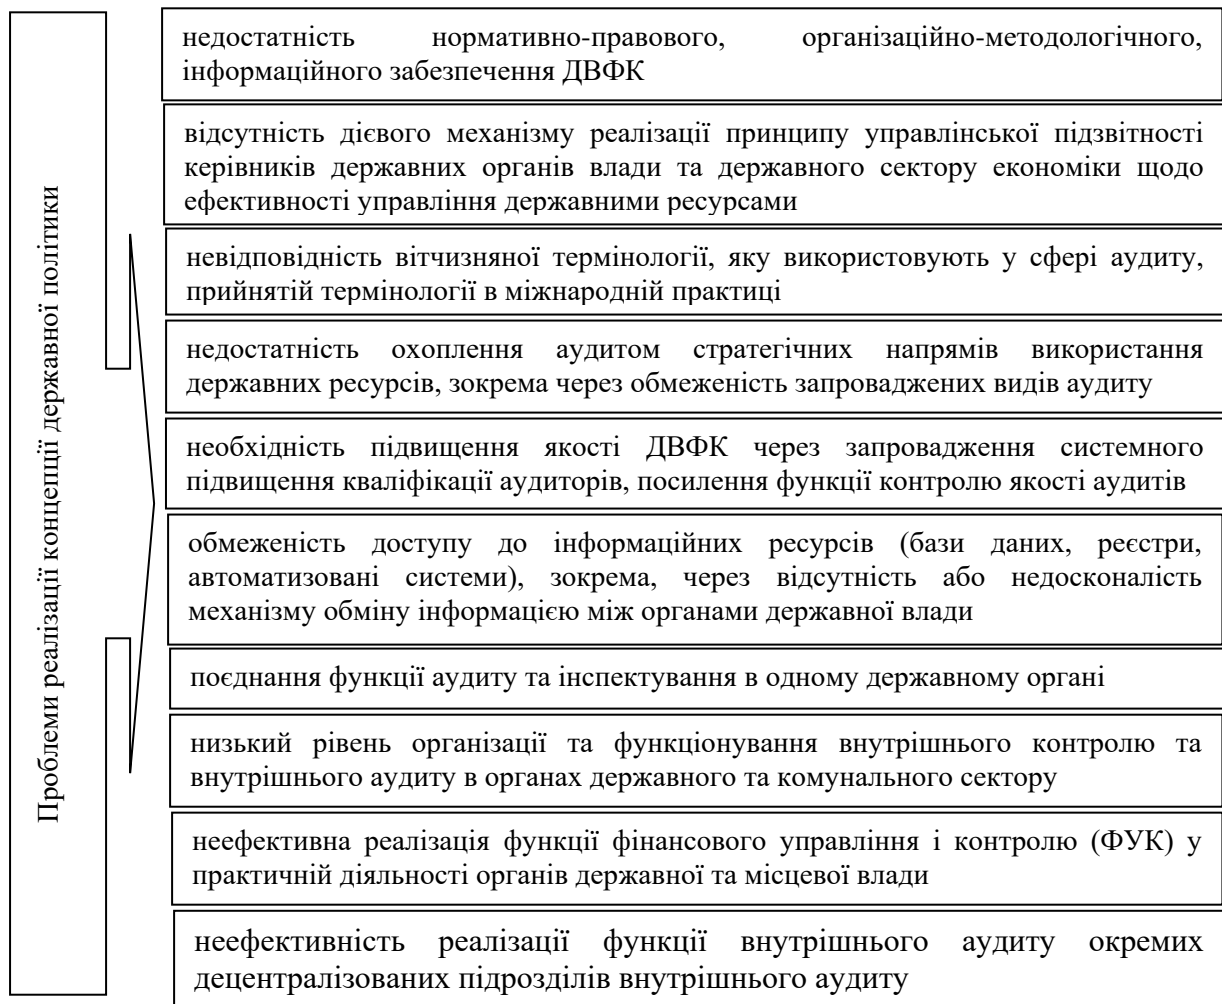 Проблеми реалізації концепції державної політики
недостатність нормативно-правового, організаційно-методологічного,
інформаційного забезпечення ДВФК
відсутність дієвого механізму реалізації принципу управлінської підзвітності
керівників державних органів влади та державного сектору економіки щодо
ефективності управління державними ресурсами
невідповідність вітчизняної термінології, яку використовують у сфері аудиту,
прийнятій термінології в міжнародній практиці
недостатність охоплення аудитом стратегічних напрямів використання
державних ресурсів, зокрема через обмеженість запроваджених видів аудиту
необхідність підвищення якості ДВФК через запровадження системного
підвищення кваліфікації аудиторів, посилення функції контролю якості аудитів
обмеженість доступу до інформаційних ресурсів (бази даних, реєстри,
автоматизовані системи), зокрема, через відсутність або недосконалість
механізму обміну інформацією між органами державної влади
поєднання функції аудиту та інспектування в одному державному органі
низький рівень організації та функціонування внутрішнього контролю та
внутрішнього аудиту в органах державного та комунального сектору
неефективна реалізація функції фінансового управління і контролю (ФУК) у
практичній діяльності органів державної та місцевої влади
неефективність реалізації функції внутрішнього аудиту окремих
децентралізованих підрозділів внутрішнього аудиту